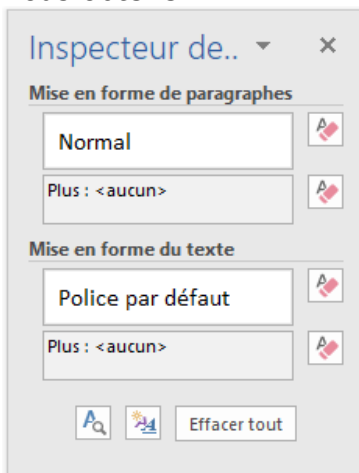 Inspecteur de..
Mise en forme de paragraphes
Normal
Plus : <aucun>
Mise en forme du texte
Police par défaut
Plus : <aucun>
Effacer tout